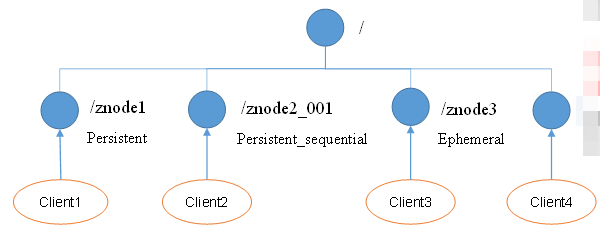 /
/znode1
/znode2_001
/znode3
Persistent
Persistent_sequential
Ephemeral
Client1
Client2
Client3
Client4